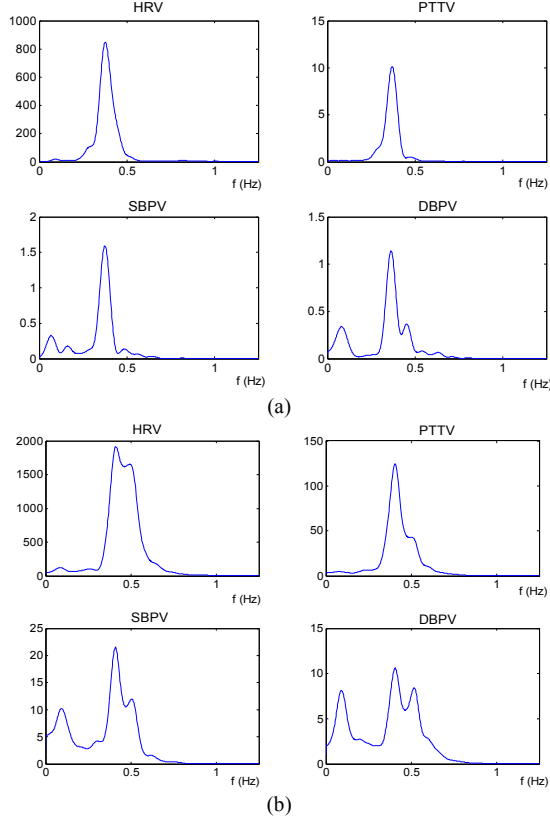 HRV PTTV
1000 15
800
600 10
400 5
200
0 0
0 0.5 1 0 0.5 1
f (Hz) f (Hz)
SBPV DBPV
2 1.5
1.5 1
1
0.5 0.5
0 0
0 0.5 1 0 0.5 1
f (Hz) f (Hz)
(a)
HRV PTTV
2000 150
1500 100
1000
500 50
0 0
0 0.5 1 0 0.5 1
f (Hz) f (Hz)
SBPV DBPV
25 15
20
15 10
10 5
5
0 0
0 0.5 1 0 0.5 1
f (Hz) f (Hz)
(b)